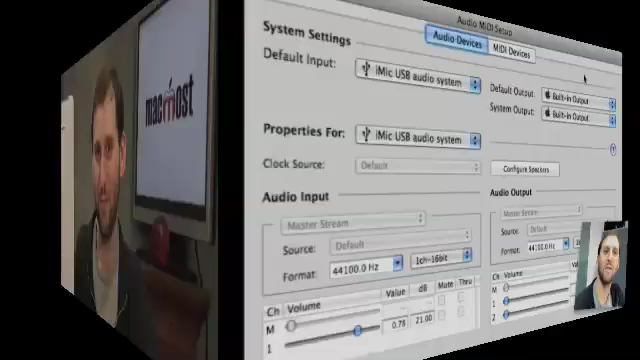 macmost
Audio MIDI Setup
Audio Devices MIDI Devices
System Settings
Default Input: iMic USB audio system
Default Output: Built-in Output
System Output: Built-in Output
Properties For: iMic USB audio system
Clock Source: Default
Configure Speakers
Audio Input
Audio Output
Master Stream
Master Stream
Source: Default
Source: Default
Format: 44100.0 Hz 1ch-16bit
Format: 44100.0 Hz
Ch Volume Value dB Mute Thru
Ch Volume
M
M
1 0.78 21.00
1
2